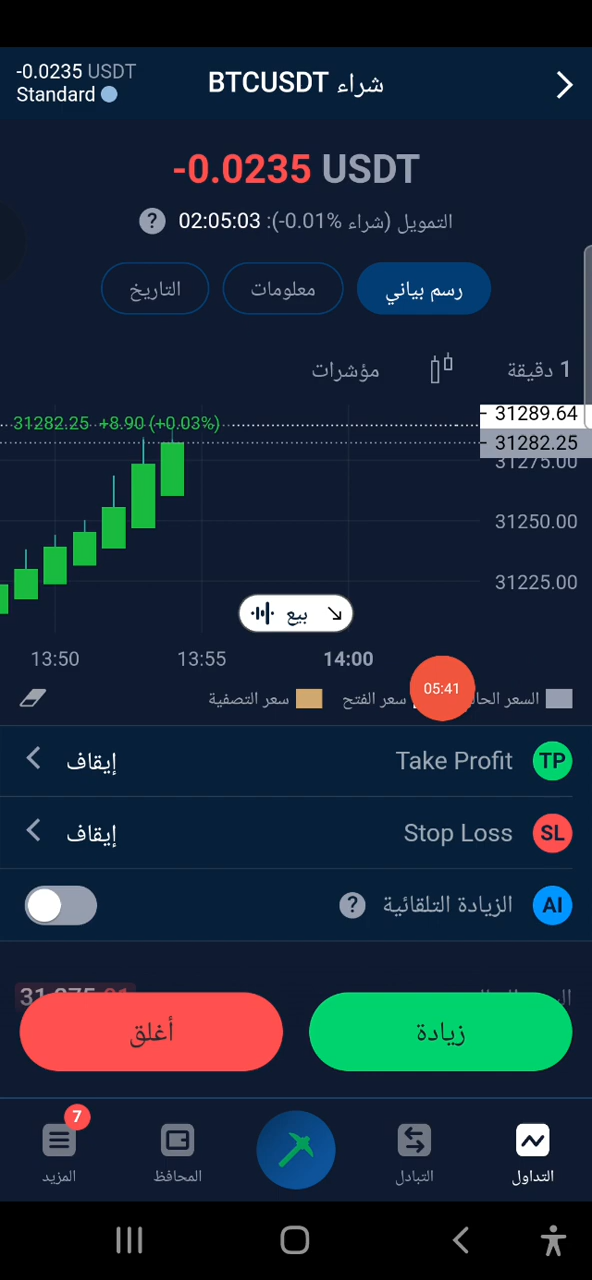 -0.0235 USDT
Standard
شراء BTCUSDT
-0.0235 USDT
التمويل (شراء %0.01-): 02:05:03 ?
رسم بياني
معلومات
التاريخ
1 دقيقة
مؤشرات
31282.25 +8.90 (+0.03%)
31289.64
31282.25
31275.00
31250.00
31225.00
بيع
13:50 13:55 14:00
السعر الحا
05:41
سعر الفتح
سعر التصفية
TP Take Profit إيقاف
SL Stop Loss إيقاف
AI الزيادة التلقائية ?
زيادة
أغلق
التداول
التبادل
المحافظ
المزيد
7